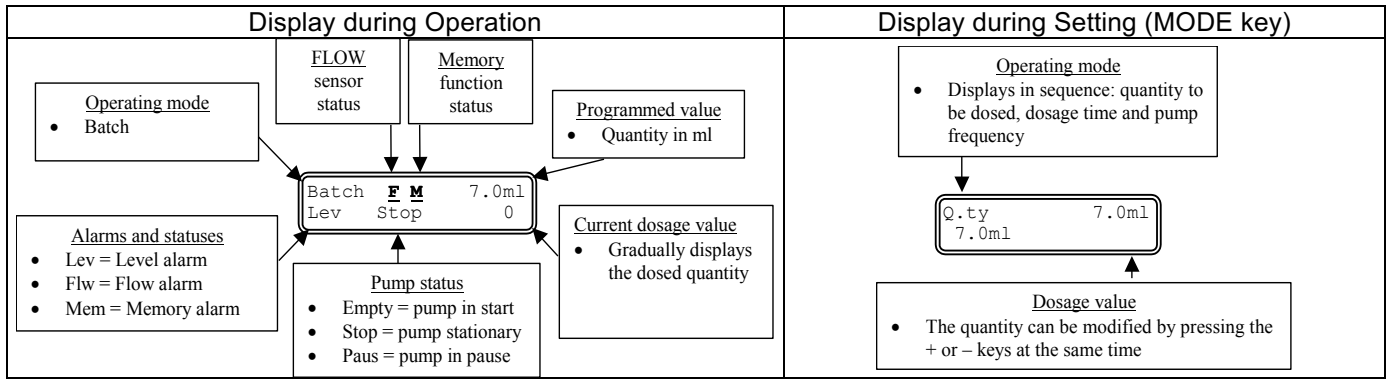 Display during Operation
Display during Setting (MODE key)
FLOW
sensor
status
Memory
function
status
Operating mode
• Batch
Programmed value
• Quantity in ml
Batch F M 7.0ml
Lev Stop 0
Alarms and statuses
• Lev = Level alarm
• Flw = Flow alarm
• Mem = Memory alarm
Pump status
• Empty = pump in start
• Stop = pump stationary
• Paus = pump in pause
Current dosage value
• Gradually displays
the dosed quantity
Operating mode
• Displays in sequence: quantity to
be dosed, dosage time and pump
frequency
Q.ty 7.0ml
7.0ml
Dosage value
• The quantity can be modified by pressing the
+ or – keys at the same time